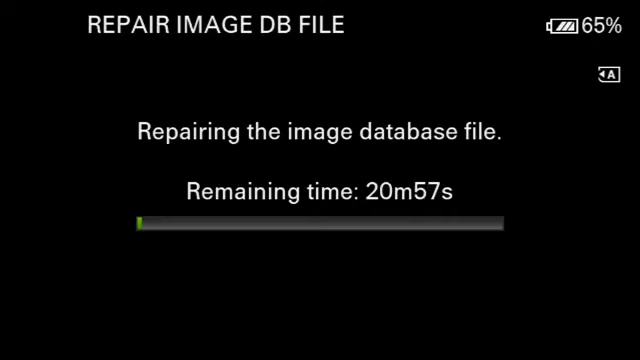 REPAIR IMAGE DB FILE
65%
A
Repairing the image database file.
Remaining time: 20m57s